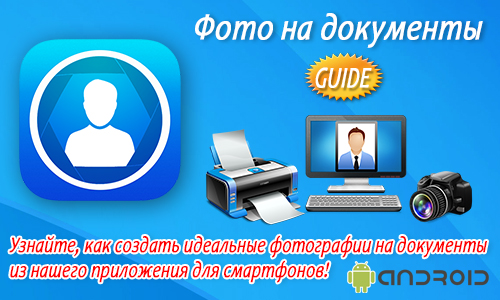 Фото на документы
GUIDE
Узнайте, как создать идеальные фотографии на документы
из нашего приложения для смартфонов!
ANDROID